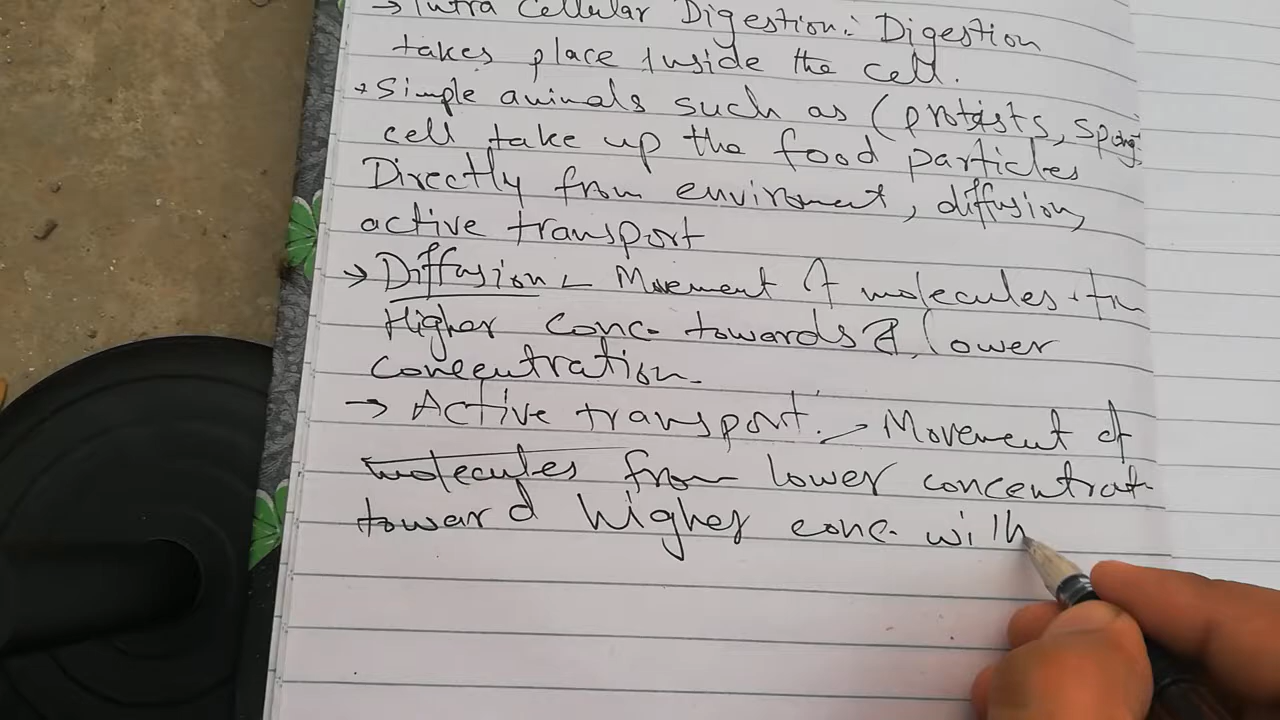 → Intra Cellular Digestion: Digestion
takes place Inside the cell.
→ Simple animals such as (protists, spong
cell take up the food particles
Directly from enviroment, diffusion,
active transport
→ Diffusion - Movement of molecules from
Higher conc. towards lower
concentration.
→ Active transport. - Movement of
molecules from lower concentrat-
toward higher conc. with